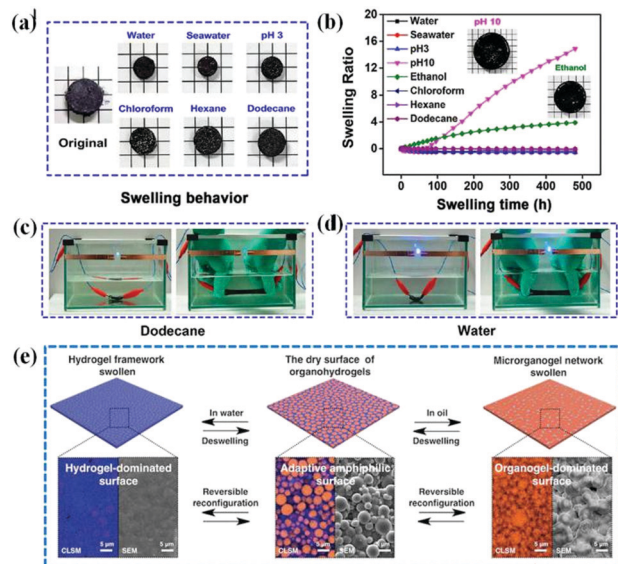 (a)
Water
Seawater
pH 3
Original
Chloroform
Hexane
Dodecane
Swelling behavior
(b)
Swelling Ratio
20
16
12
8
4
0
Water
Seawater
pH3
pH10
Ethanol
Chloroform
Hexane
Dodecane
pH 10
Ethanol
0 100 200 300 400 500
Swelling time (h)
(c)
Dodecane
(d)
Water
(e)
Hydrogel framework
swollen
The dry surface of
organohydrogels
Microrganogel network
swollen
In water
Deswelling
In oil
Deswelling
Hydrogel-dominated
surface
Adaptive amphiphilic
surface
Organogel-dominated
surface
Reversible
reconfiguration
Reversible
reconfiguration
CLSM
5 µm
SEM
5 µm
CLSM
5 µm
SEM
5 µm
CLSM
5 µm
SEM
5 µm